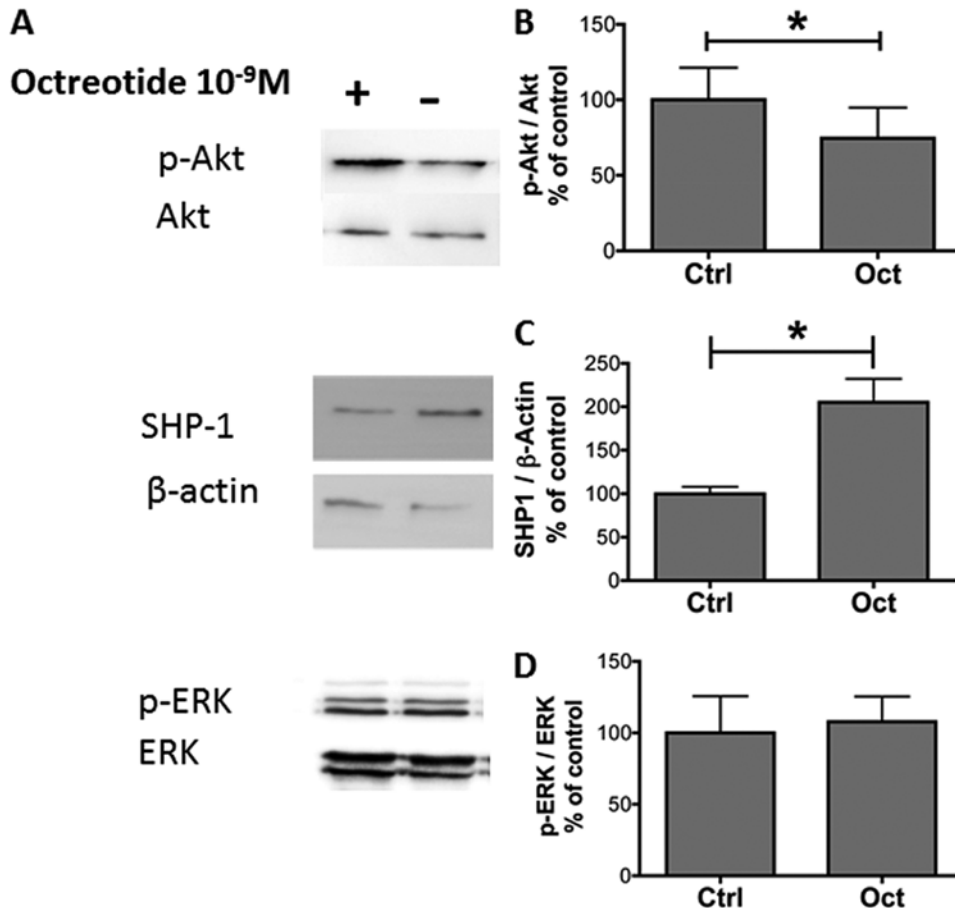 A
Octreotide 10⁻⁹M
+ −
p-Akt
Akt
SHP-1
β-actin
p-ERK
ERK
B
*
p-Akt / Akt
% of control
150
100
50
0
Ctrl Oct
C
*
SHP1 / β-Actin
% of control
250
200
150
100
50
0
Ctrl Oct
D
p-ERK / ERK
% of control
150
100
50
0
Ctrl Oct